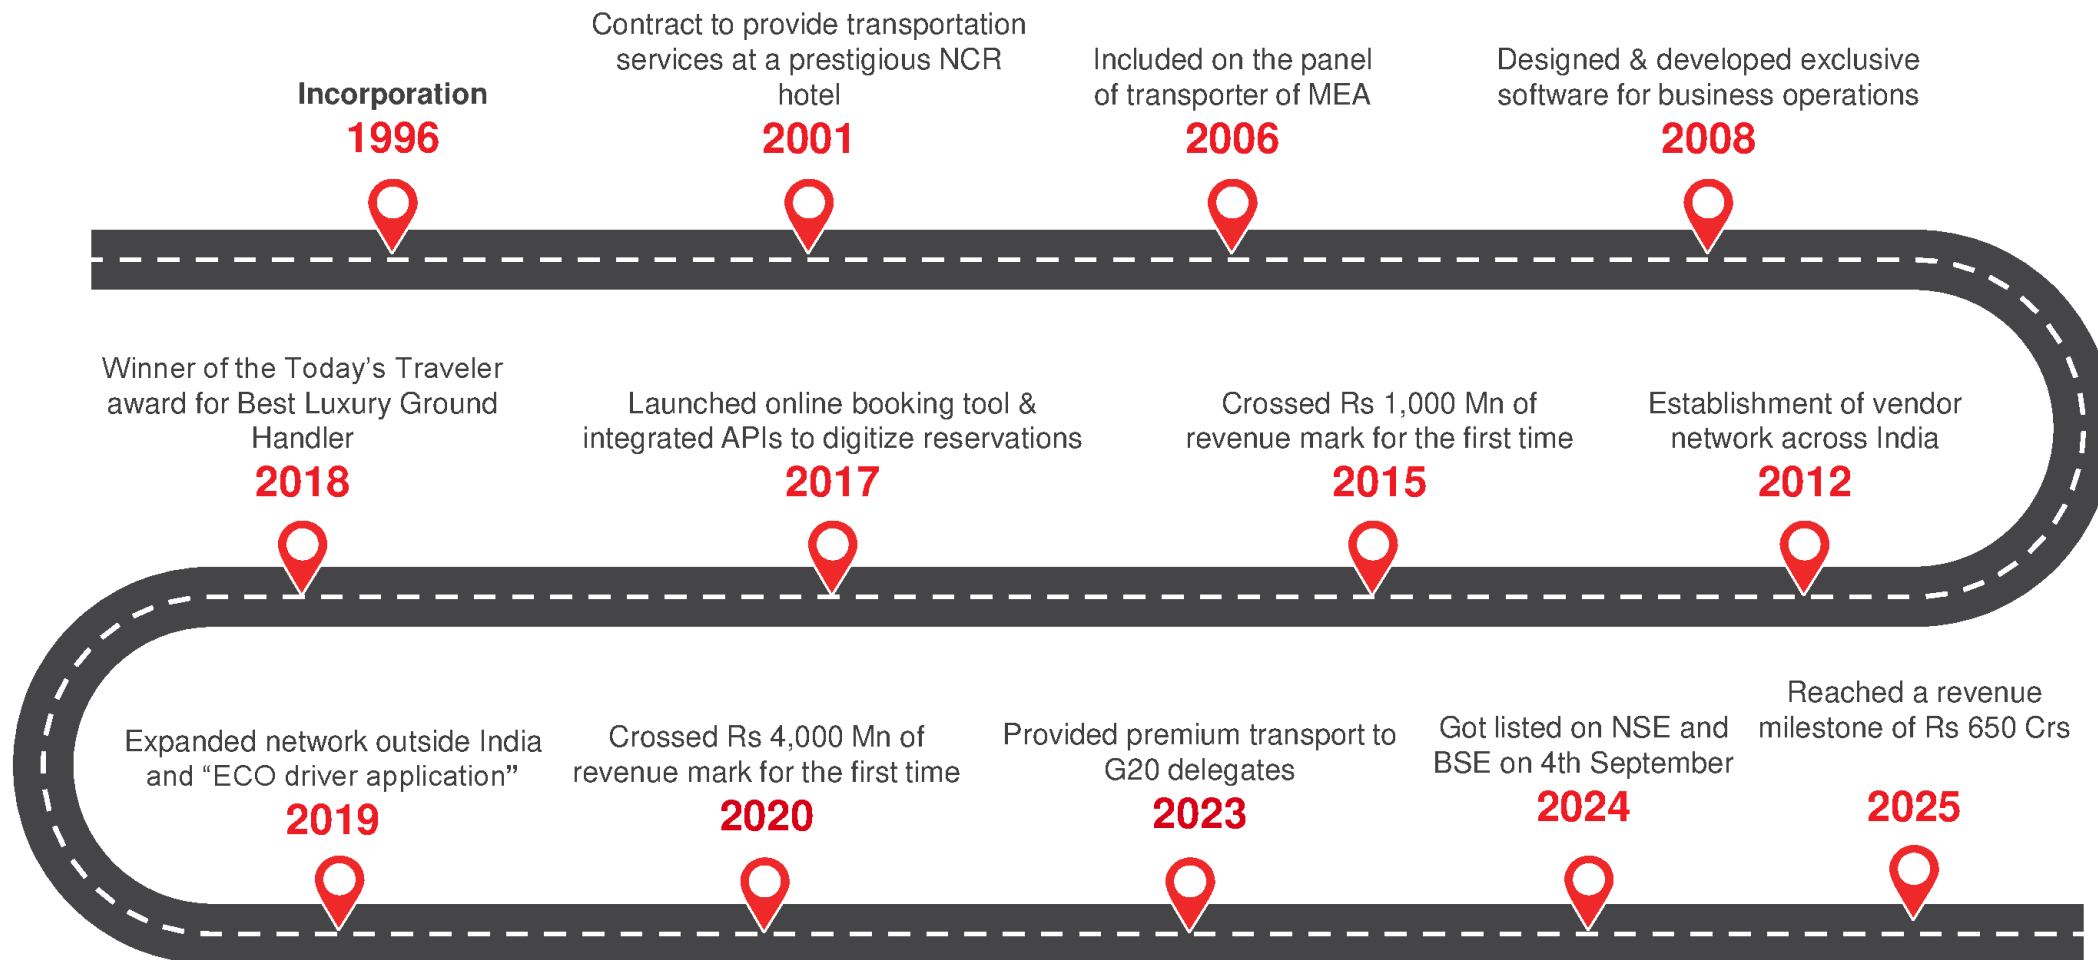 Incorporation
1996
Contract to provide transportation
services at a prestigious NCR
hotel
2001
Included on the panel
of transporter of MEA
2006
Designed & developed exclusive
software for business operations
2008
Winner of the Today’s Traveler
award for Best Luxury Ground
Handler
2018
Launched online booking tool &
integrated APIs to digitize reservations
2017
Crossed Rs 1,000 Mn of
revenue mark for the first time
2015
Establishment of vendor
network across India
2012
Expanded network outside India
and “ECO driver application”
2019
Crossed Rs 4,000 Mn of
revenue mark for the first time
2020
Provided premium transport to
G20 delegates
2023
Got listed on NSE and
BSE on 4th September
2024
Reached a revenue
milestone of Rs 650 Crs
2025